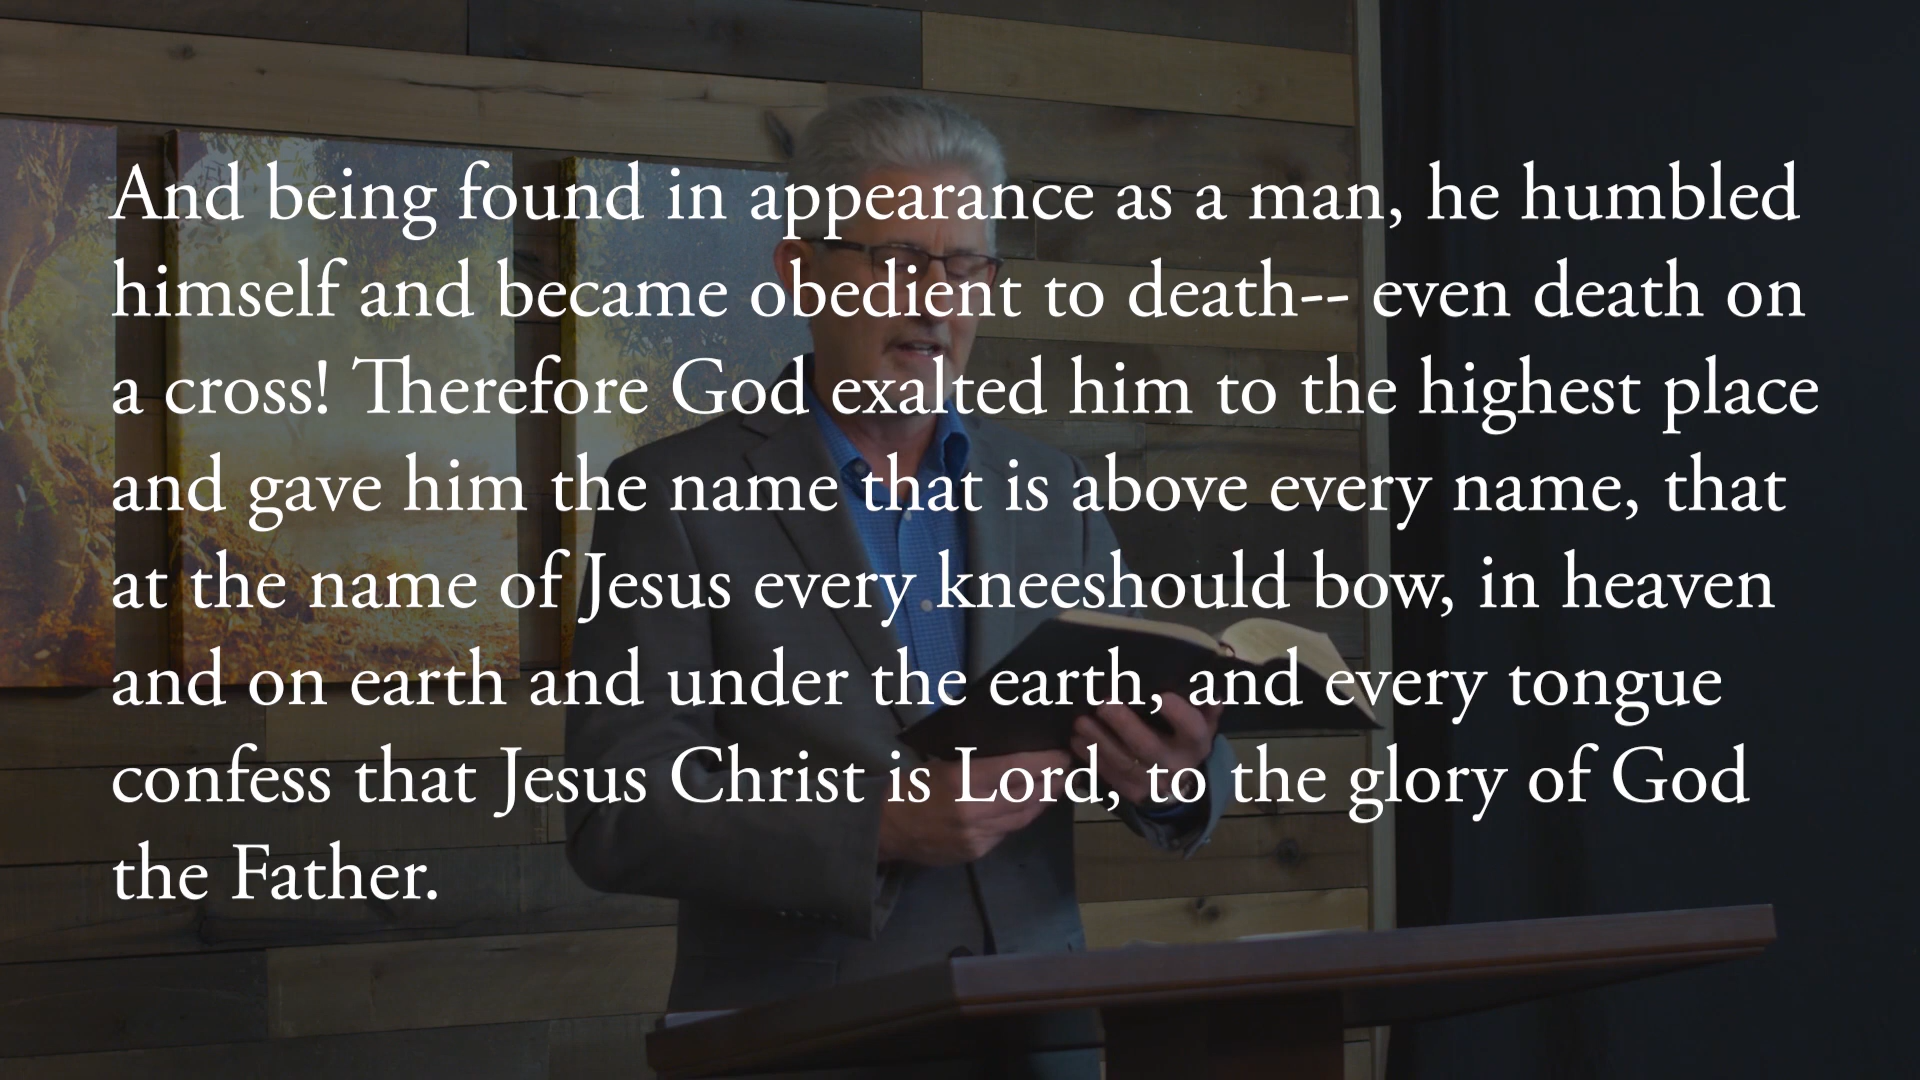 And being found in appearance as a man, he humbled
himself and became obedient to death-- even death on
a cross! Therefore God exalted him to the highest place
and gave him the name that is above every name, that
at the name of Jesus every kneeshould bow, in heaven
and on earth and under the earth, and every tongue
confess that Jesus Christ is Lord, to the glory of God
the Father.